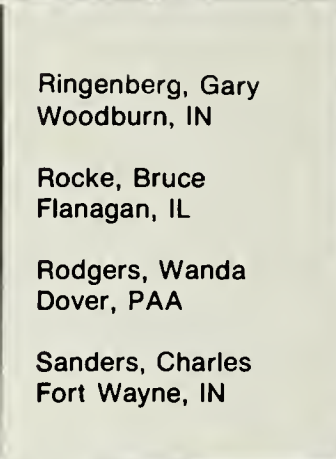 Ringenberg, Gary
Woodburn, IN
Rocke, Bruce
Flanagan, IL
Rodgers, Wanda
Dover, PAA
Sanders, Charles
Fort Wayne, IN